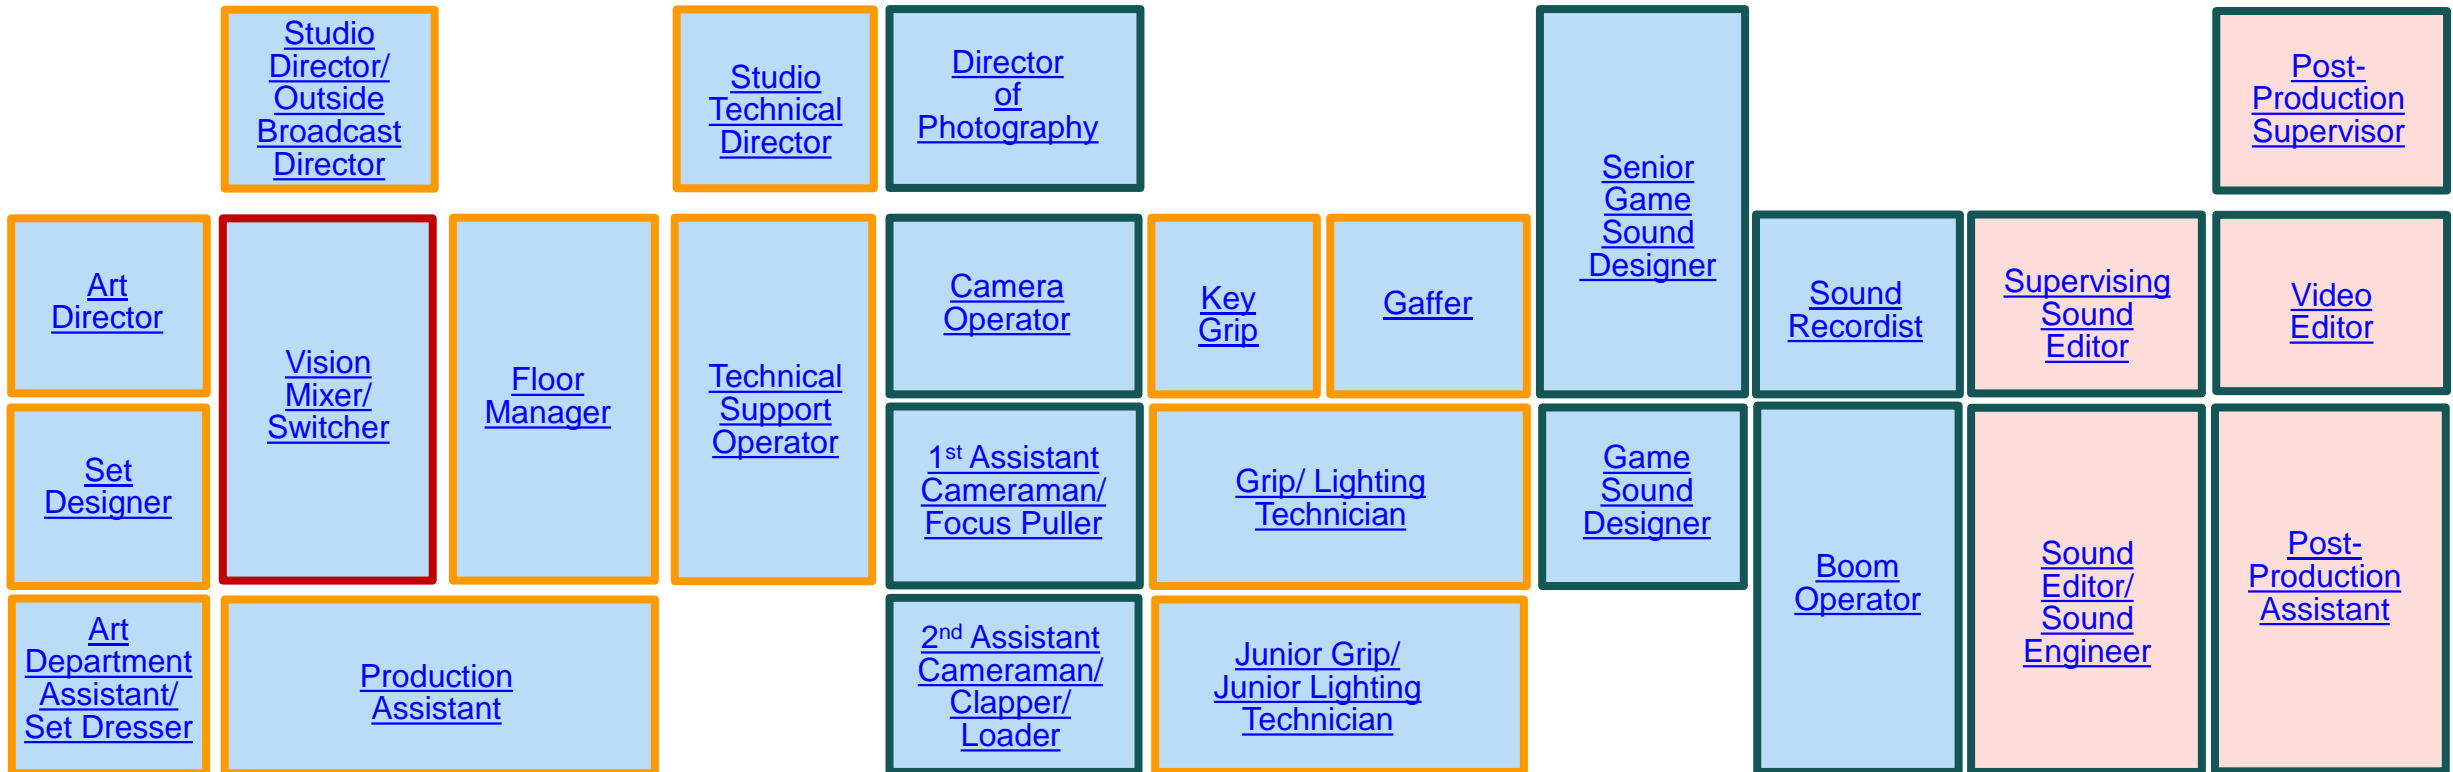 Studio
Director/
Outside
Broadcast
Director
Studio
Technical
Director
Director
of
Photography
Senior
Game
Sound
Designer
Post-
Production
Supervisor
Art
Director
Vision
Mixer/
Switcher
Floor
Manager
Technical
Support
Operator
Camera
Operator
Key
Grip
Gaffer
Sound
Recordist
Supervising
Sound
Editor
Video
Editor
Set
Designer
1st Assistant
Cameraman/
Focus Puller
Grip/ Lighting
Technician
Game
Sound
Designer
Boom
Operator
Sound
Editor/
Sound
Engineer
Post-
Production
Assistant
Art
Department
Assistant/
Set Dresser
Production
Assistant
2nd Assistant
Cameraman/
Clapper/
Loader
Junior Grip/
Junior Lighting
Technician